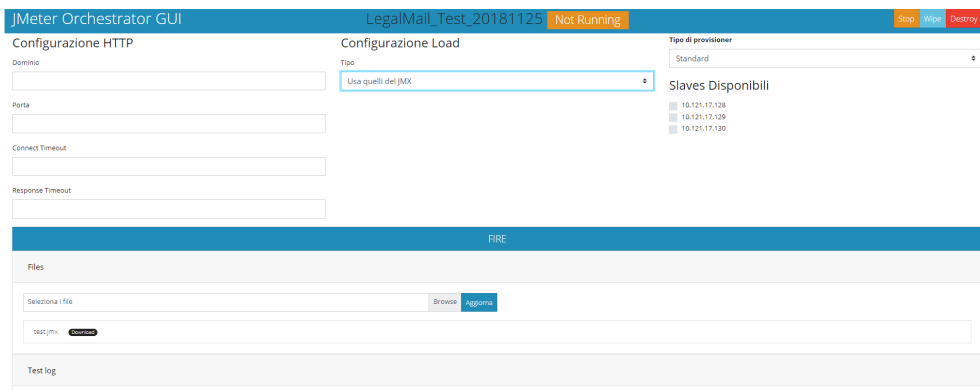 JMeter Orchestrator GUI
LegalMail_Test_20181125 Not Running
Stop Wipe Destroy
Configurazione HTTP
Dominio
Porta
Connect Timeout
Response Timeout
Configurazione Load
Tipo
Usa quelli del JMX
Tipo di provisioner
Standard
Slaves Disponibili
10.121.17.128
10.121.17.129
10.121.17.130
FIRE
Files
Seleziona i file Browse Aggiorna
test.jmx Download
Test log